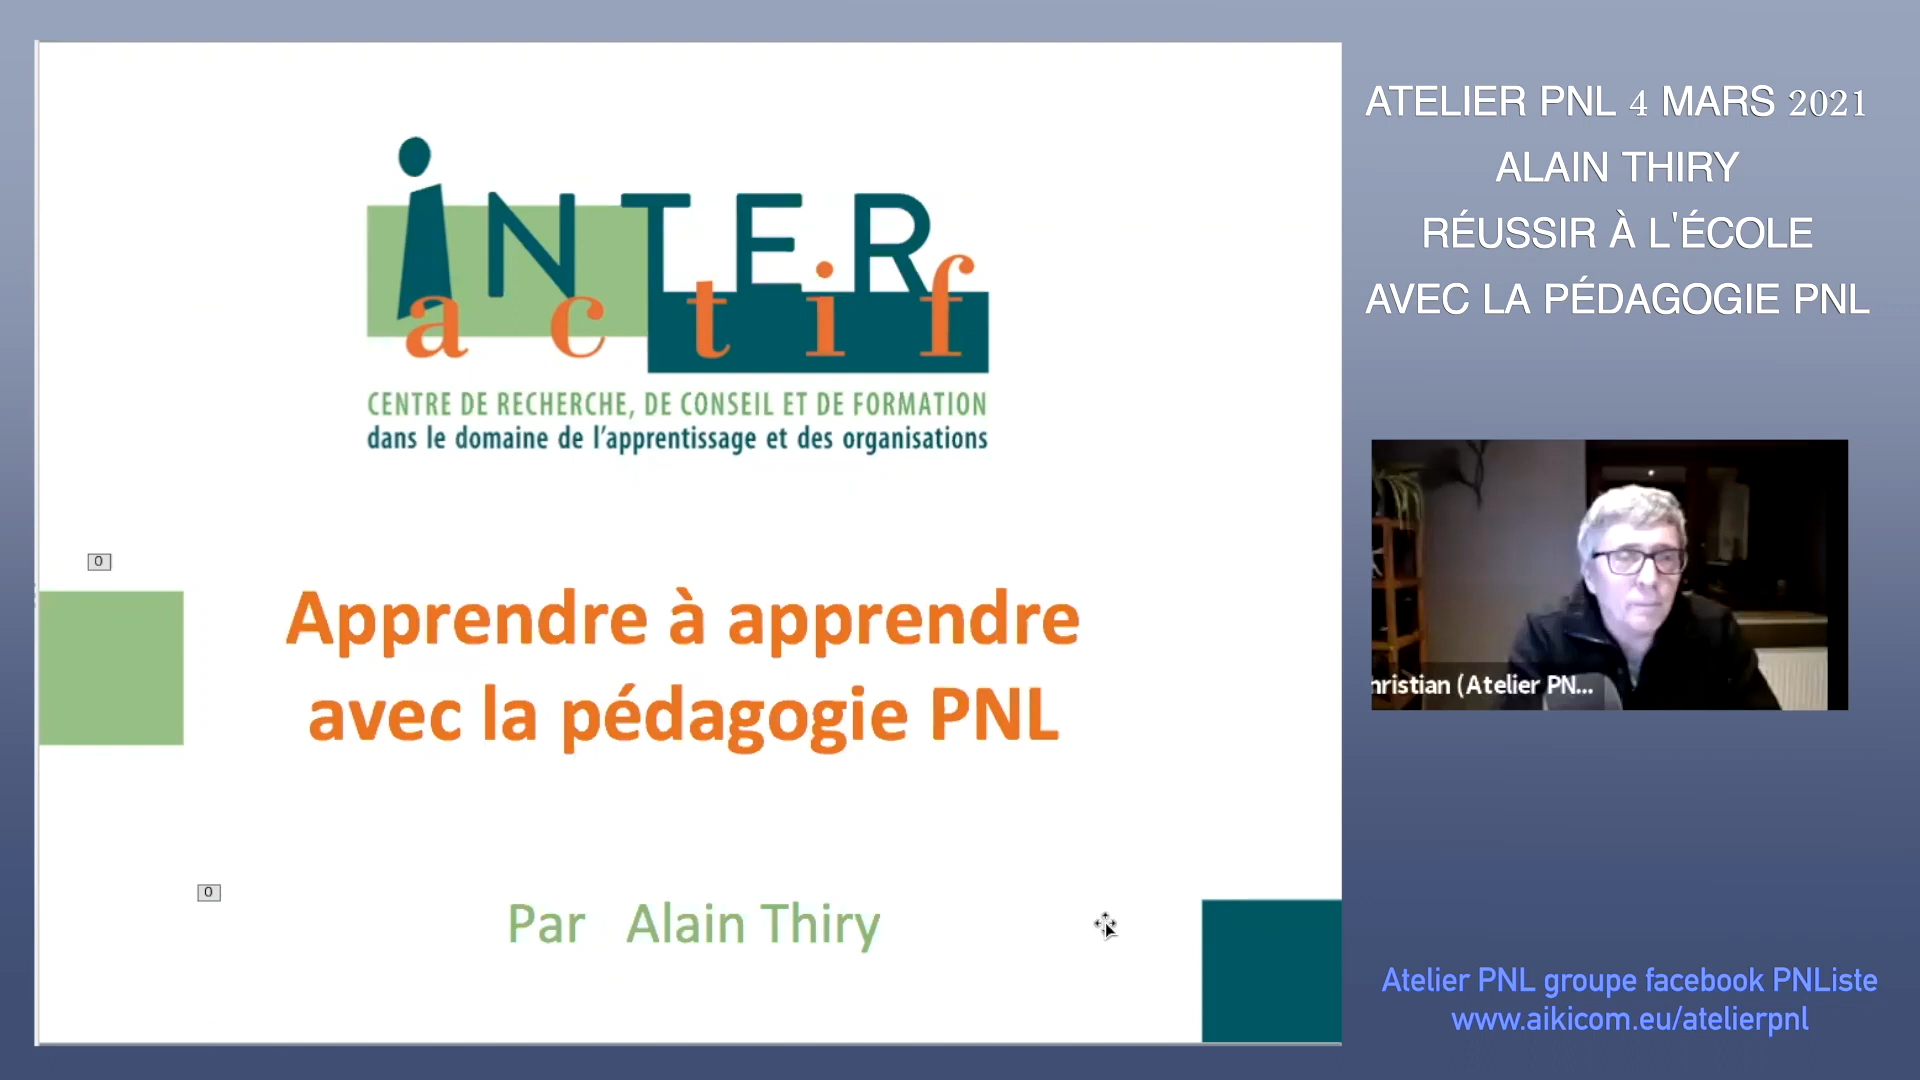 iNTER
actif
CENTRE DE RECHERCHE, DE CONSEIL ET DE FORMATION
dans le domaine de l'apprentissage et des organisations
0
Apprendre à apprendre
avec la pédagogie PNL
0
Par Alain Thiry
ATELIER PNL 4 MARS 2021
ALAIN THIRY
RÉUSSIR À L'ÉCOLE
AVEC LA PÉDAGOGIE PNL
hristian (Atelier PN...
Atelier PNL groupe facebook PNListe
www.aikicom.eu/atelierpnl